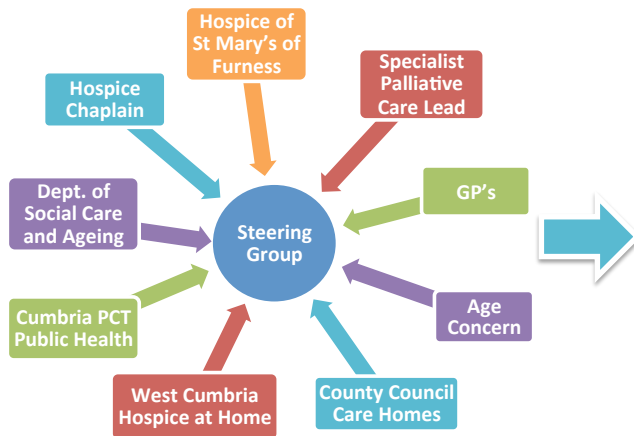 Hospice of
St Mary's of
Furness
Specialist
Palliative
Care Lead
Hospice
Chaplain
GP's
Dept. of
Social Care
and Ageing
Steering
Group
Age
Concern
Cumbria PCT
Public Health
West Cumbria
Hospice at Home
County Council
Care Homes